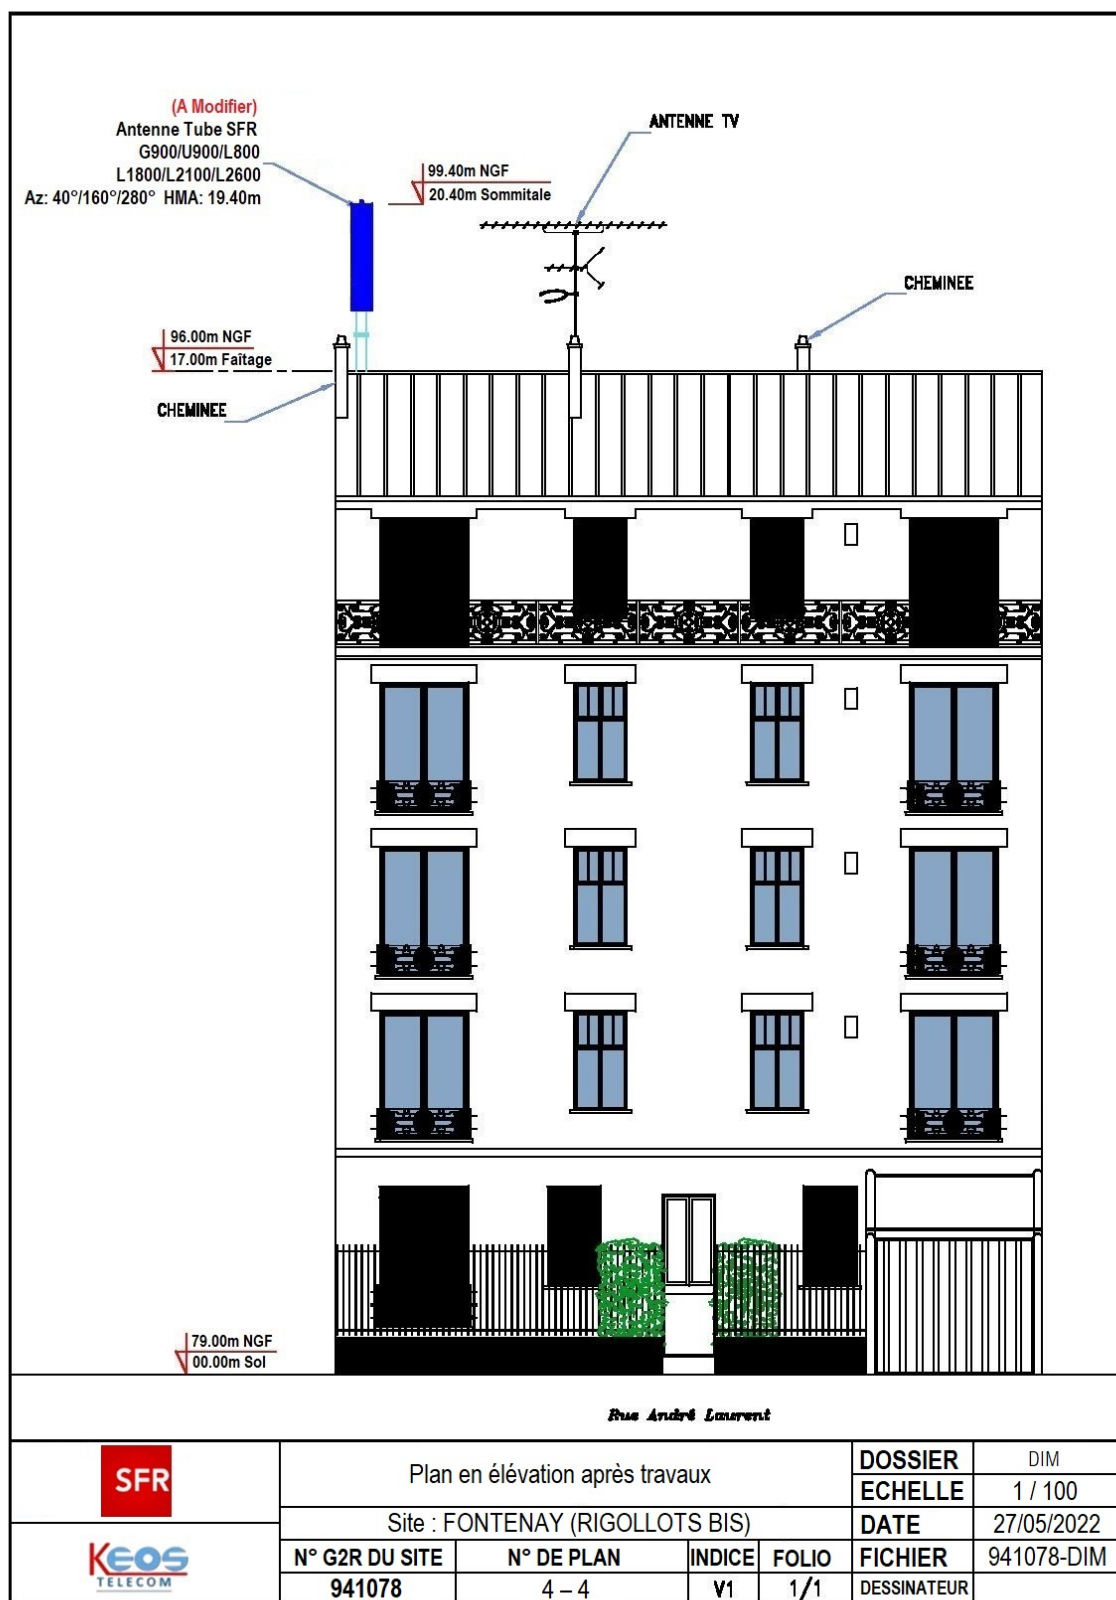 (A Modifier)
Antenne Tube SFR
G900/U900/L800
L1800/L2100/L2600
Az: 40°/160°/280° HMA: 19.40m
ANTENNE TV
99.40m NGF
20.40m Sommitale
CHEMINEE
96.00m NGF
17.00m Faîtage
CHEMINEE
79.00m NGF
00.00m Sol
Rue André Laurent
SFR
KEOS
TELECOM
Plan en élévation après travaux
Site : FONTENAY (RIGOLLOTS BIS)
N° G2R DU SITE N° DE PLAN INDICE FOLIO
941078 4 – 4 V1 1/1
DOSSIER DIM
ECHELLE 1 / 100
DATE 27/05/2022
FICHIER 941078-DIM
DESSINATEUR